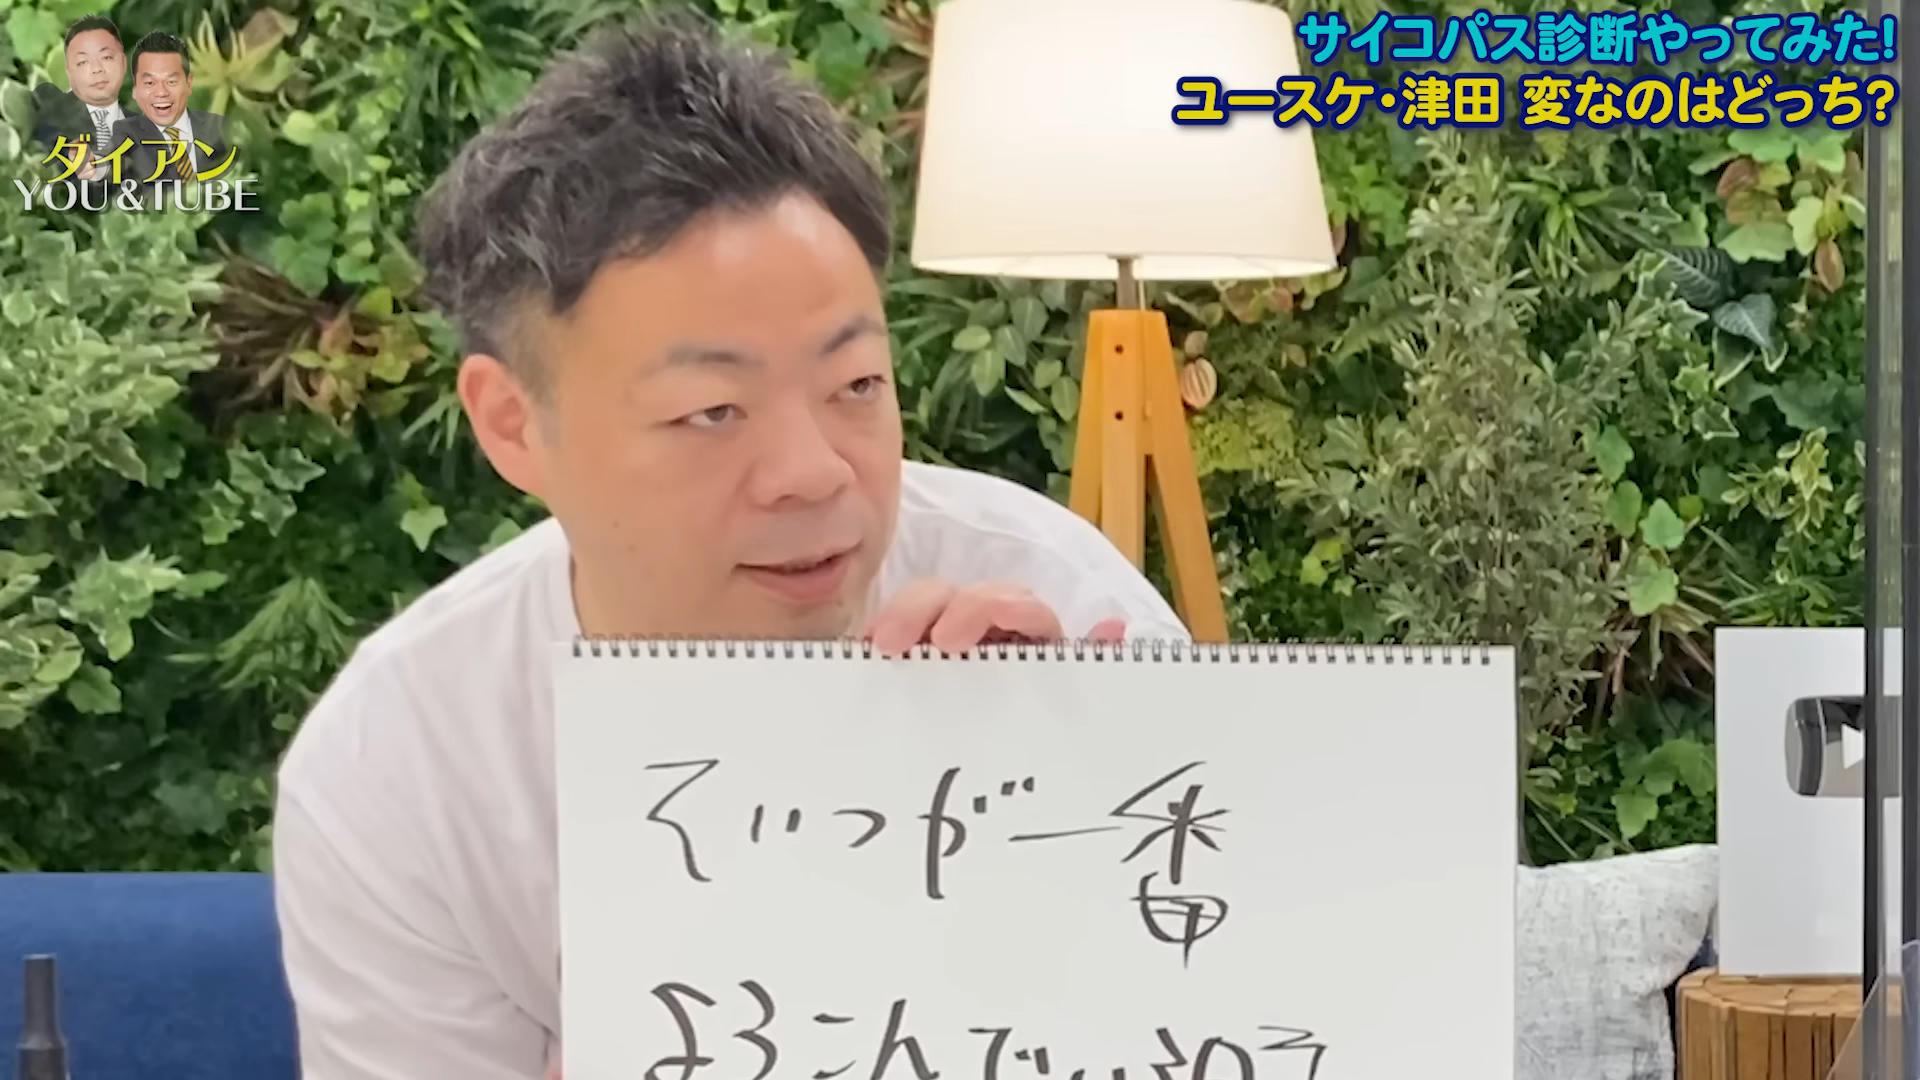 サイコパス診断やってみた!
ユースケ・津田 変なのはどっち?
ダイアン
YOU&TUBE
そいつが一番
よろこんでい